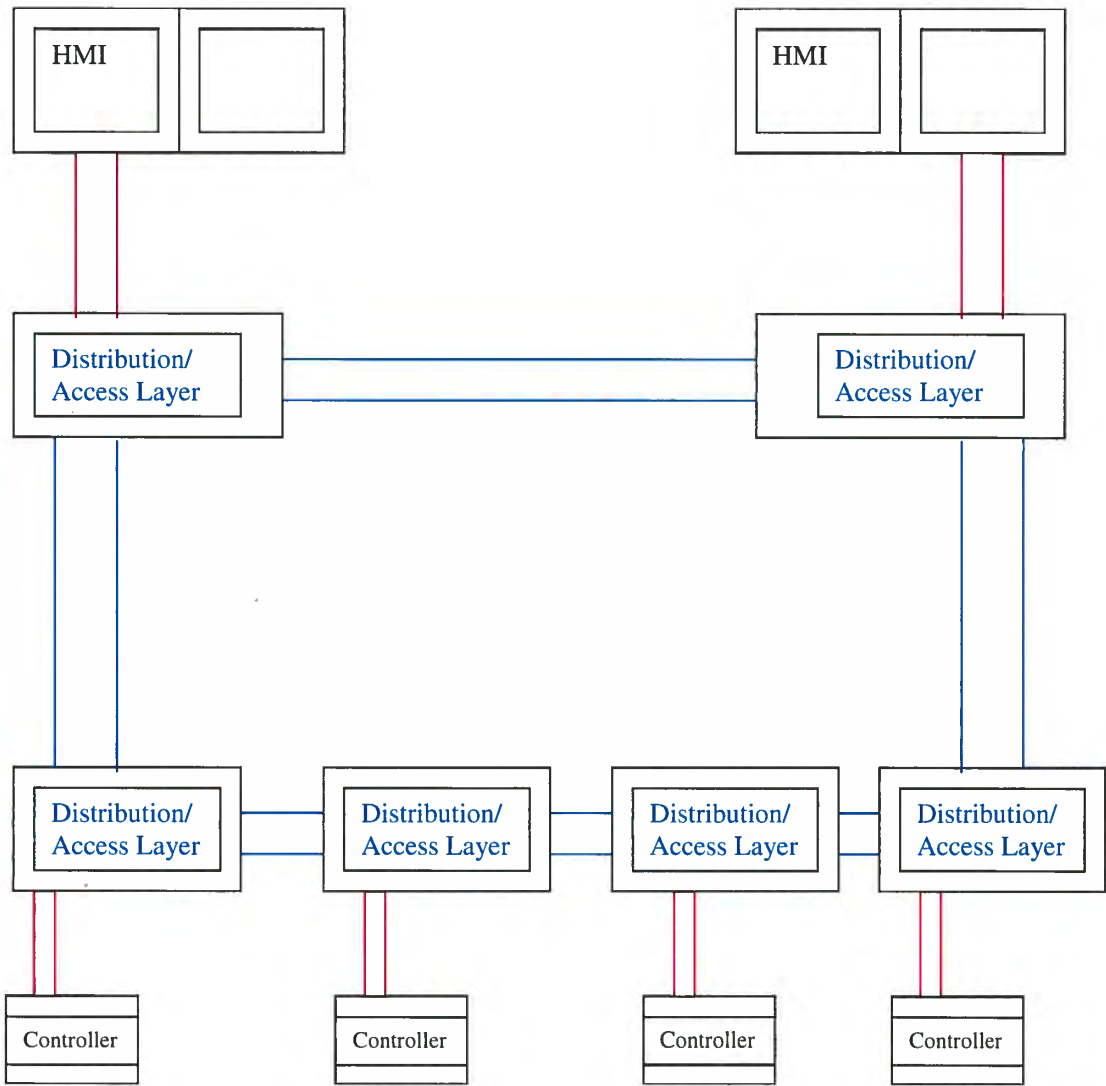 HMI
HMI
Distribution/
Access Layer
Distribution/
Access Layer
Distribution/
Access Layer
Distribution/
Access Layer
Distribution/
Access Layer
Distribution/
Access Layer
Controller
Controller
Controller
Controller